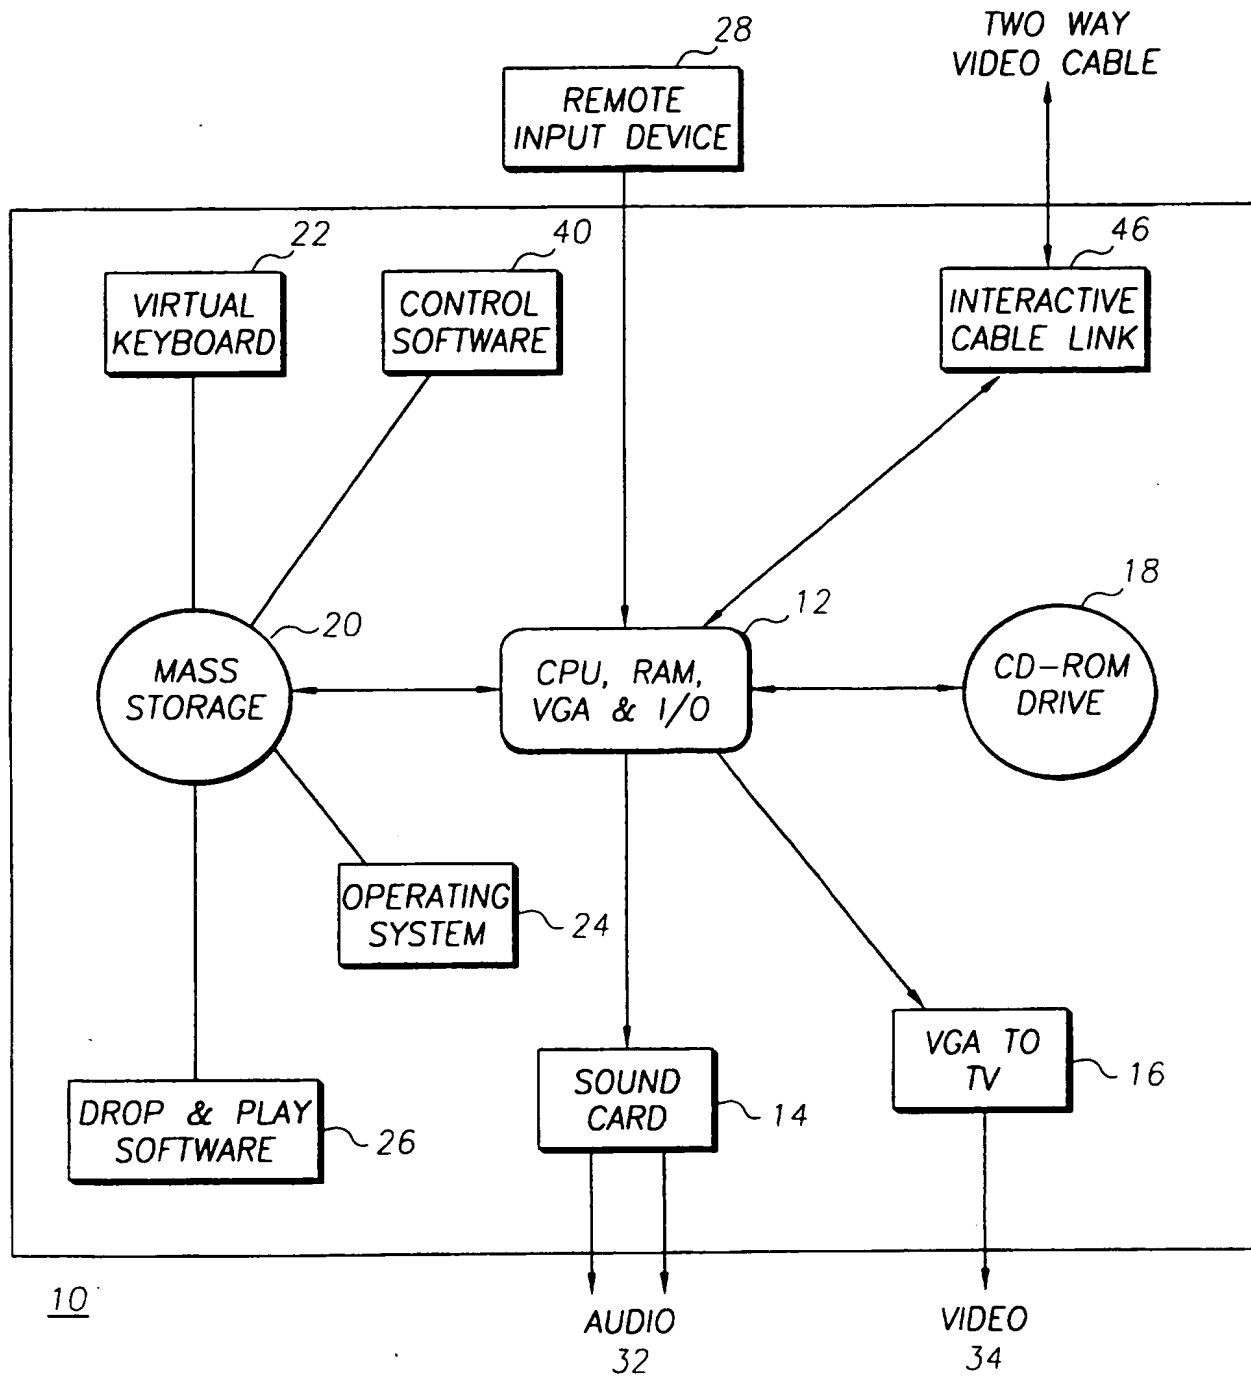 TWO WAY
VIDEO CABLE
28
REMOTE
INPUT DEVICE
22
40
46
VIRTUAL
KEYBOARD
CONTROL
SOFTWARE
INTERACTIVE
CABLE LINK
20
12
18
MASS
STORAGE
CPU, RAM,
VGA & I/O
CD-ROM
DRIVE
OPERATING
SYSTEM
24
VGA TO
TV
16
SOUND
CARD
14
DROP & PLAY
SOFTWARE
26
10
AUDIO
32
VIDEO
34